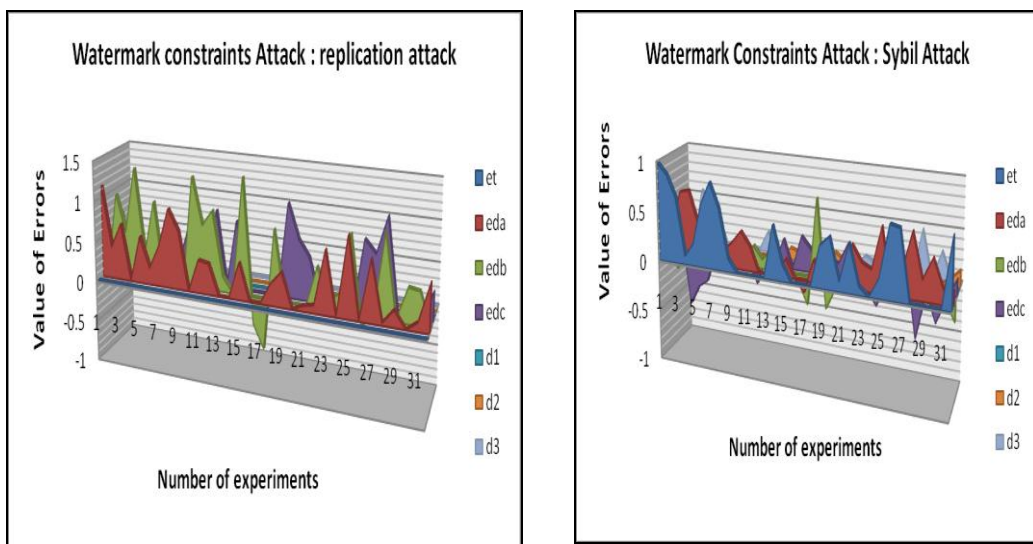 Watermark constraints Attack : replication attack
Value of Errors
1.5
1
0.5
0
-0.5
-1
1 3 5 7 9 11 13 15 17 19 21 23 25 27 29 31
Number of experiments
et
eda
edb
edc
d1
d2
d3
Watermark Constraints Attack : Sybil Attack
Value of Errors
1
0.5
0
-0.5
-1
1 3 5 7 9 11 13 15 17 19 21 23 25 27 29 31
Number of experiments
et
eda
edb
edc
d1
d2
d3